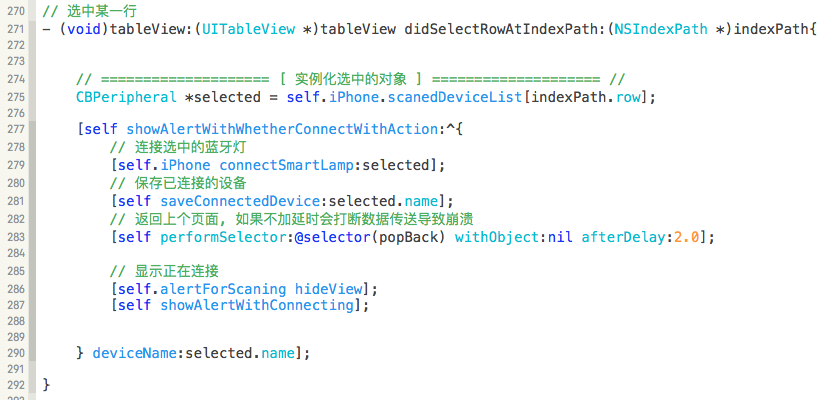 270 // 选中某一行
271 - (void)tableView:(UITableView *)tableView didSelectRowAtIndexPath:(NSIndexPath *)indexPath{
272
273
274 // ==================== [ 实例化选中的对象 ] ==================== //
275 CBPeripheral *selected = self.iPhone.scanedDeviceList[indexPath.row];
276
277 [self showAlertWithWhetherConnectWithAction:^{
278 // 连接选中的蓝牙灯
279 [self.iPhone connectSmartLamp:selected];
280 // 保存已连接的设备
281 [self saveConnectedDevice:selected.name];
282 // 返回上个页面, 如果不加延时会打断数据传送导致崩溃
283 [self performSelector:@selector(popBack) withObject:nil afterDelay:2.0];
284
285 // 显示正在连接
286 [self.alertForScaning hideView];
287 [self showAlertWithConnecting];
288
289
290 } deviceName:selected.name];
291
292 }